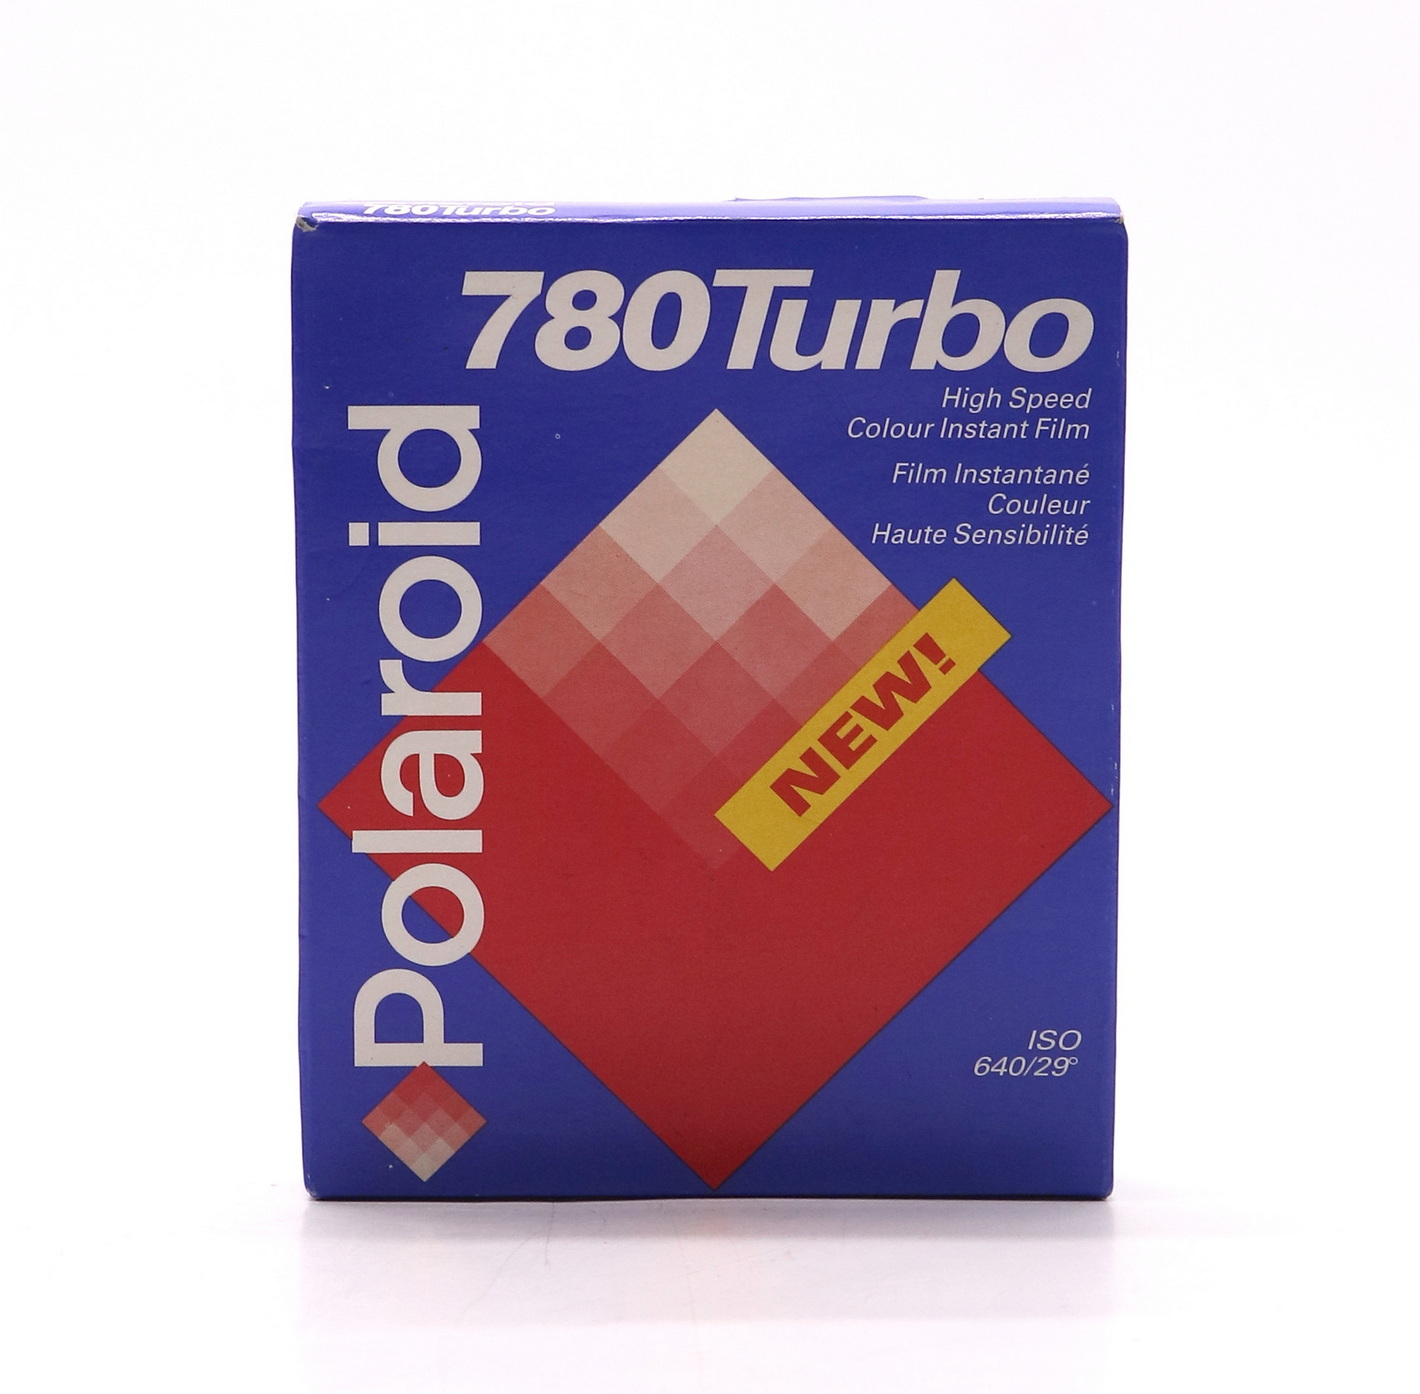 780Turbo
780Turbo
High Speed
Colour Instant Film
Film Instantané
Couleur
Haute Sensibilité
Polaroid
NEW!
ISO
640/29°